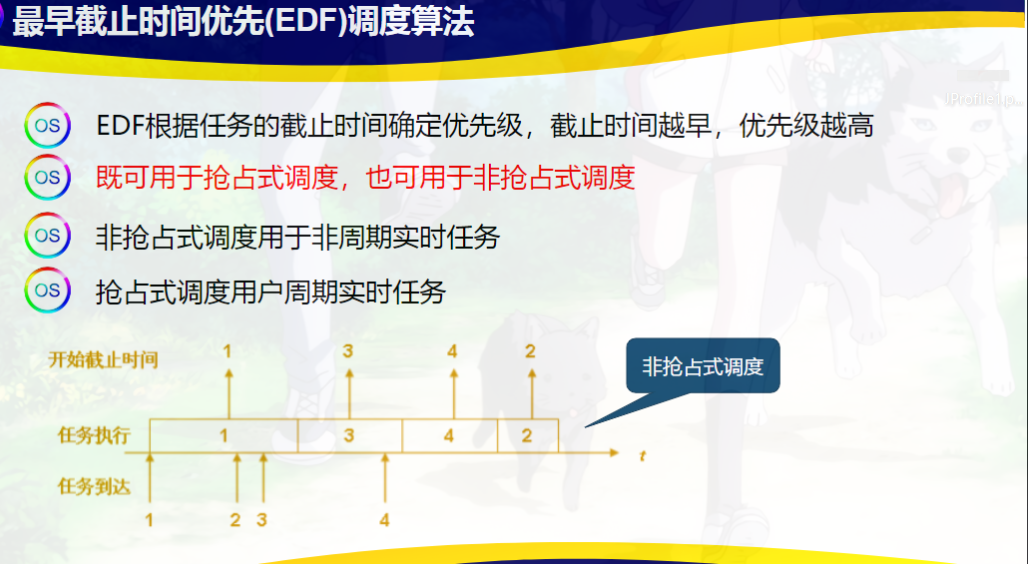 最早截止时间优先(EDF)调度算法
OS EDF根据任务的截止时间确定优先级，截止时间越早，优先级越高
OS 既可用于抢占式调度，也可用于非抢占式调度
OS 非抢占式调度用于非周期实时任务
OS 抢占式调度用户周期实时任务
开始截止时间 1 3 4 2
非抢占式调度
任务执行 1 3 4 2
t
任务到达
1 2 3 4